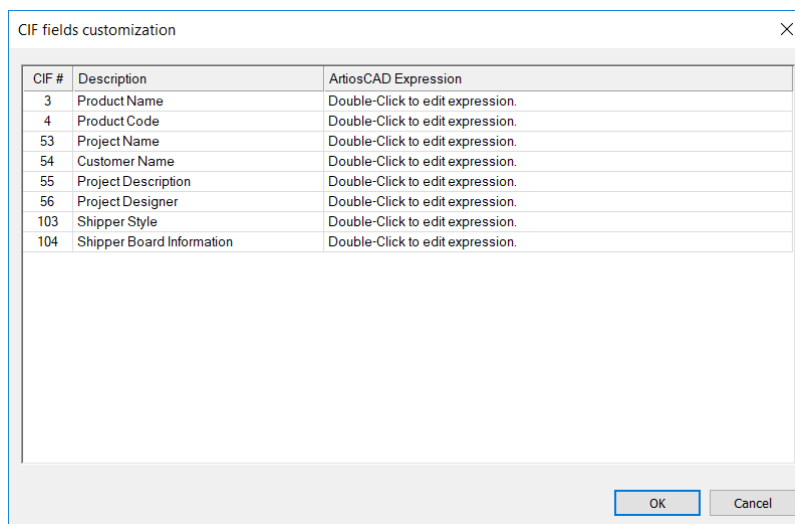 CIF fields customization
CIF # Description ArtiosCAD Expression
3 Product Name Double-Click to edit expression.
4 Product Code Double-Click to edit expression.
53 Project Name Double-Click to edit expression.
54 Customer Name Double-Click to edit expression.
55 Project Description Double-Click to edit expression.
56 Project Designer Double-Click to edit expression.
103 Shipper Style Double-Click to edit expression.
104 Shipper Board Information Double-Click to edit expression.
OK Cancel